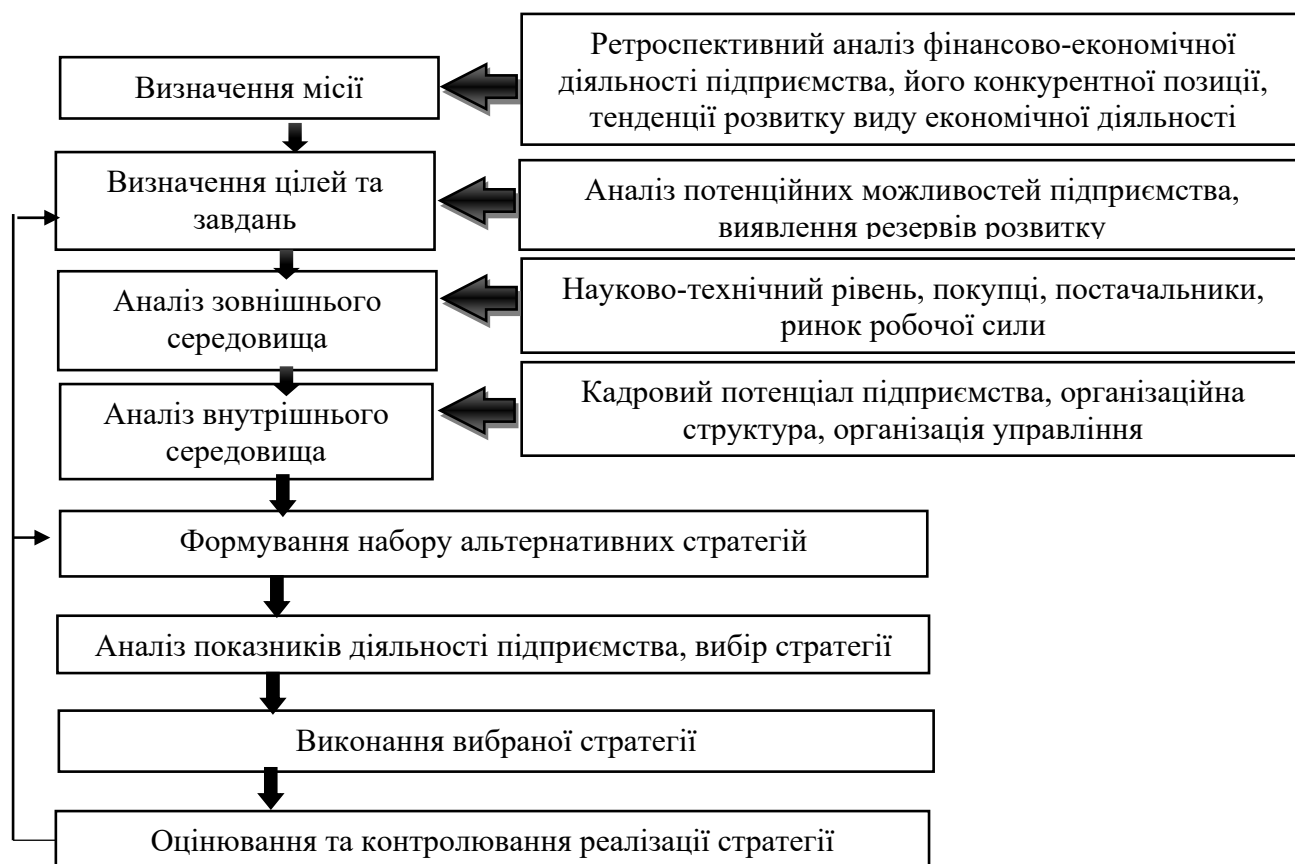 Визначення місії
Ретроспективний аналіз фінансово-економічної
діяльності підприємства, його конкурентної позиції,
тенденції розвитку виду економічної діяльності
Визначення цілей та
завдань
Аналіз потенційних можливостей підприємства,
виявлення резервів розвитку
Аналіз зовнішнього
середовища
Науково-технічний рівень, покупці, постачальники,
ринок робочої сили
Аналіз внутрішнього
середовища
Кадровий потенціал підприємства, організаційна
структура, організація управління
Формування набору альтернативних стратегій
Аналіз показників діяльності підприємства, вибір стратегії
Виконання вибраної стратегії
Оцінювання та контролювання реалізації стратегії